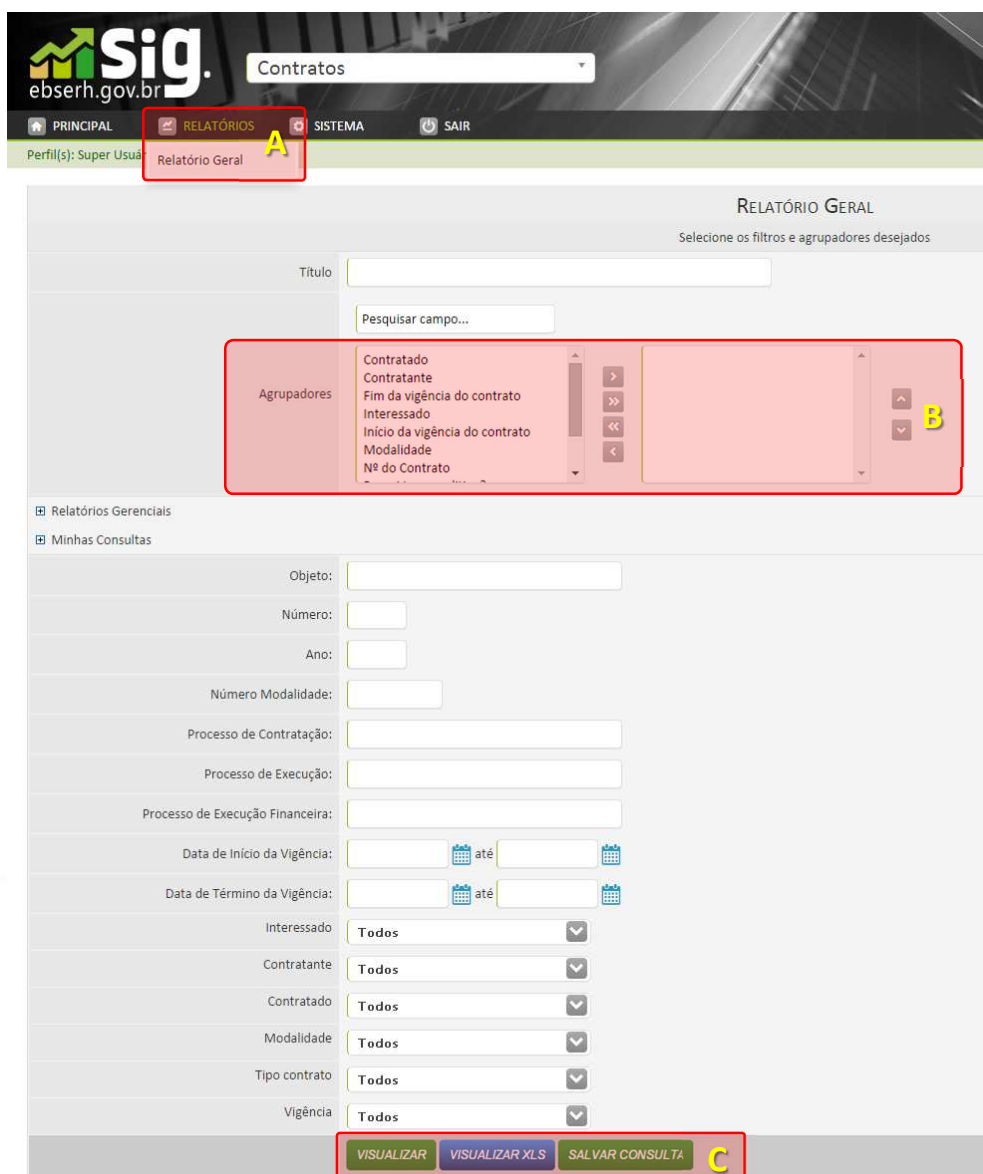 Sig.
ebserh.gov.br
Contratos
PRINCIPAL RELATÓRIOS SISTEMA SAIR
A
Perfil(s): Super Usuár Relatório Geral
RELATÓRIO GERAL
Selecione os filtros e agrupadores desejados
Título
Pesquisar campo...
Agrupadores
Contratado
Contratante
Fim da vigência do contrato
Interessado
Início da vigência do contrato
Modalidade
Nº do Contrato
B
Relatórios Gerenciais
Minhas Consultas
Objeto:
Número:
Ano:
Número Modalidade:
Processo de Contratação:
Processo de Execução:
Processo de Execução Financeira:
Data de Início da Vigência: até
Data de Término da Vigência: até
Interessado Todos
Contratante Todos
Contratado Todos
Modalidade Todos
Tipo contrato Todos
Vigência Todos
VISUALIZAR VISUALIZAR XLS SALVAR CONSULTA C